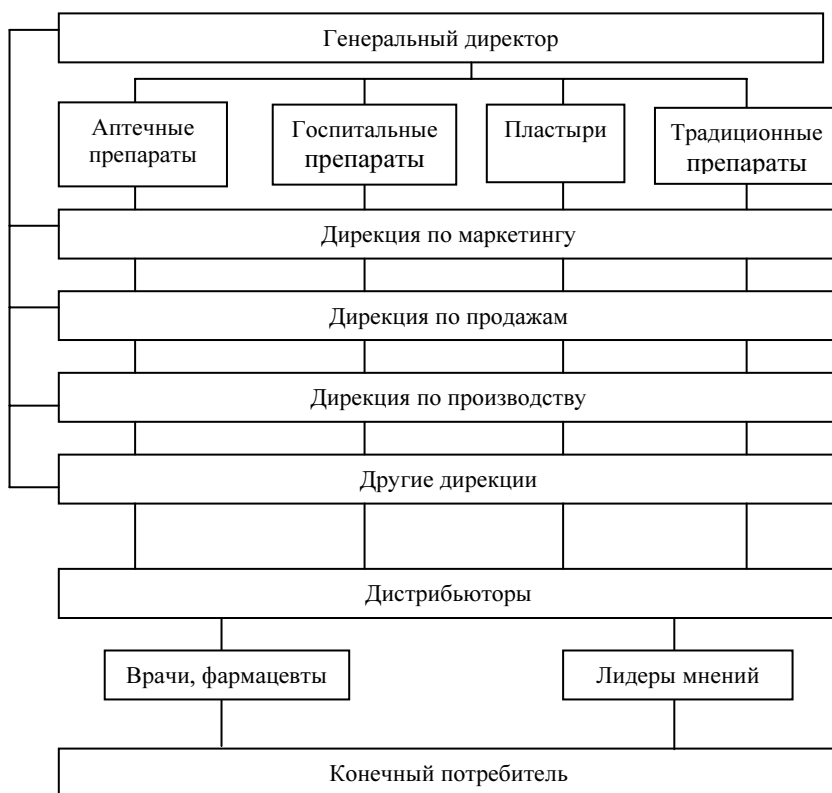 Генеральный директор
Аптечные
препараты
Госпитальные
препараты
Пластыри
Традиционные
препараты
Дирекция по маркетингу
Дирекция по продажам
Дирекция по производству
Другие дирекции
Дистрибьюторы
Врачи, фармацевты
Лидеры мнений
Конечный потребитель